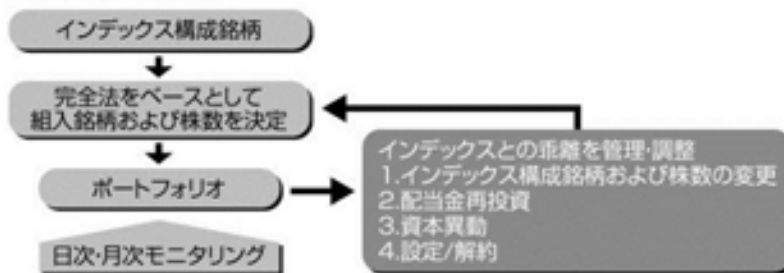 インデックス構成銘柄
完全法をベースとして
組入銘柄および株数を決定
ポートフォリオ
日次・月次モニタリング
インデックスとの乖離を管理・調整
1.インデックス構成銘柄および株数の変更
2.配当金再投資
3.資本異動
4.設定/解約